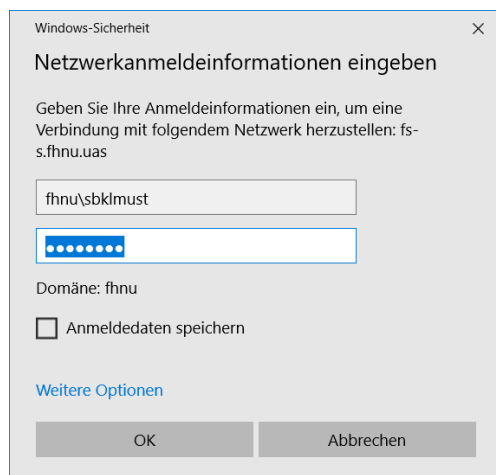 Windows-Sicherheit
Netzwerkanmeldeinformationen eingeben
Geben Sie Ihre Anmeldeinformationen ein, um eine
Verbindung mit folgendem Netzwerk herzustellen: fs-
s.fhnu.uas
fhnu\sbklmust
●●●●●●●●
Domäne: fhnu
Anmeldedaten speichern
Weitere Optionen
OK
Abbrechen